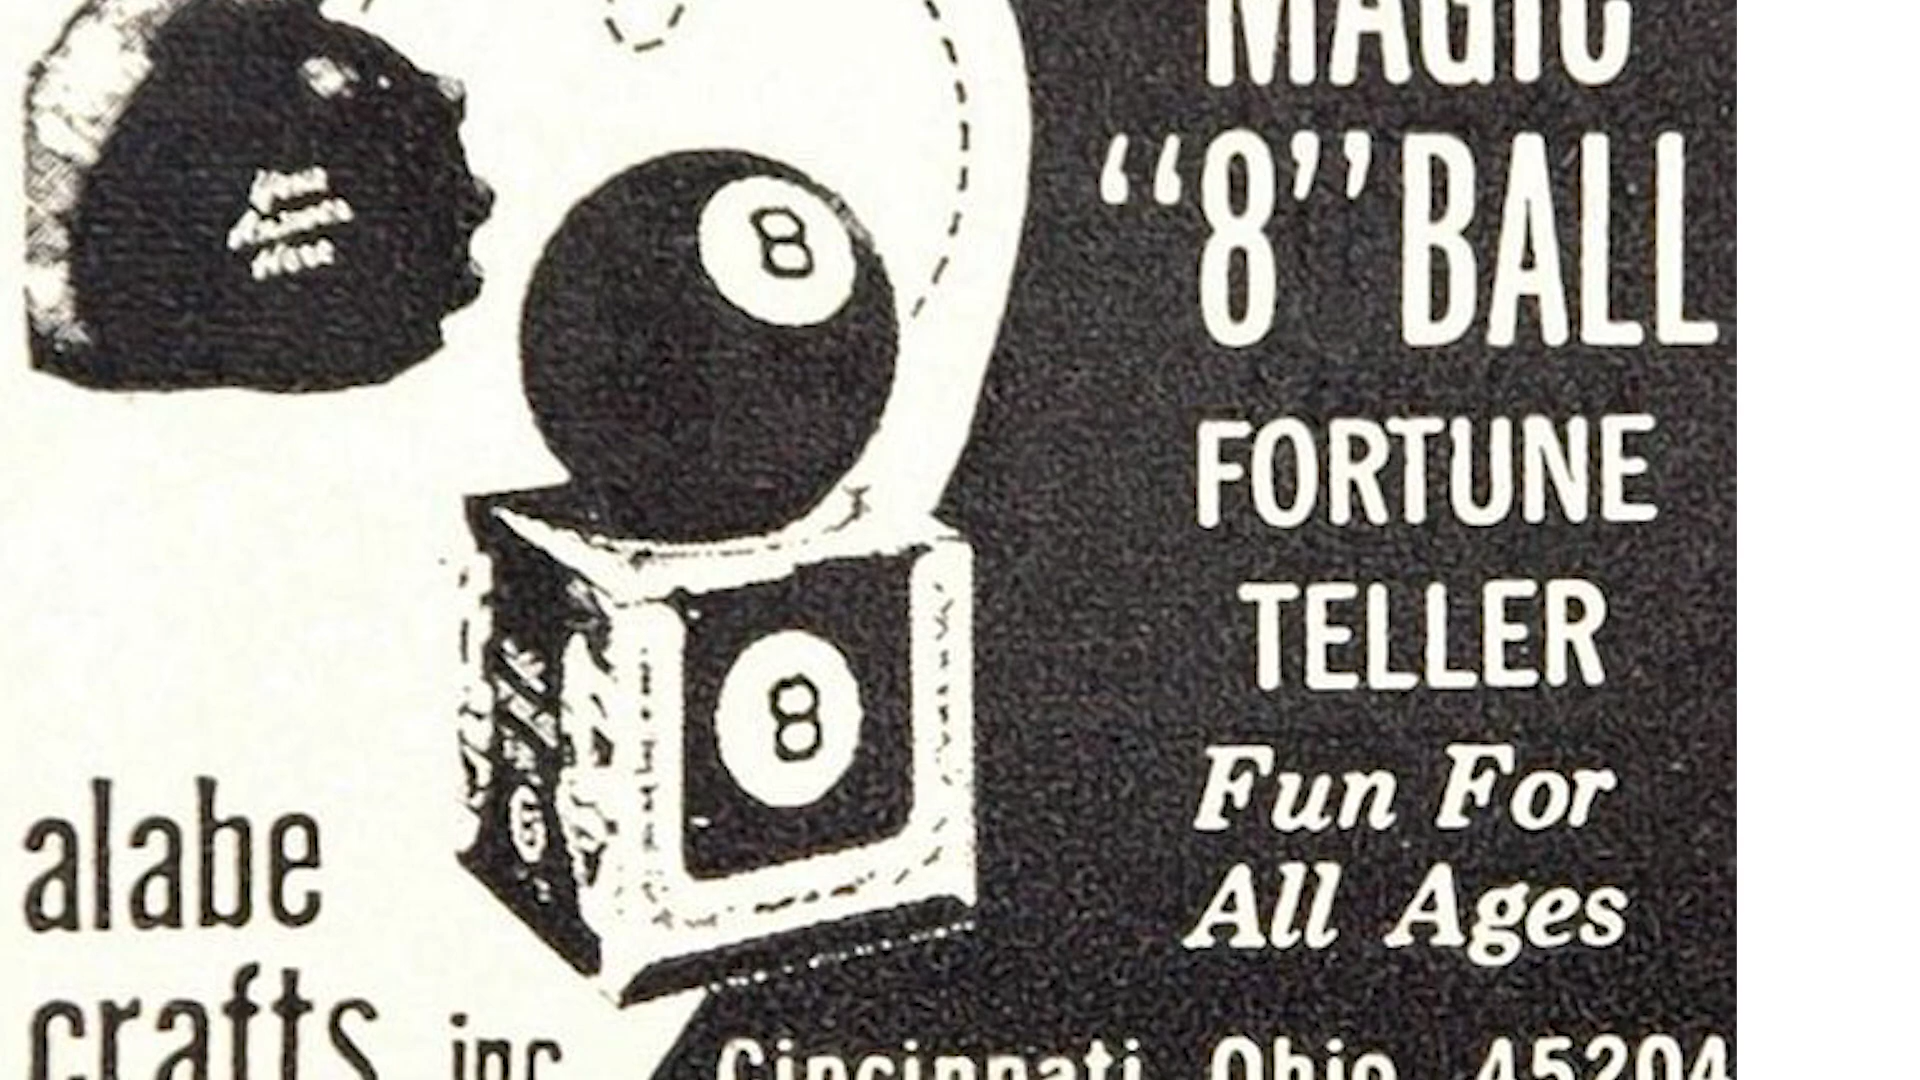 MAGIC
“8” BALL
FORTUNE
TELLER
Fun For
All Ages
8
8
alabe
crafts inc
Cincinnati Ohio 45204